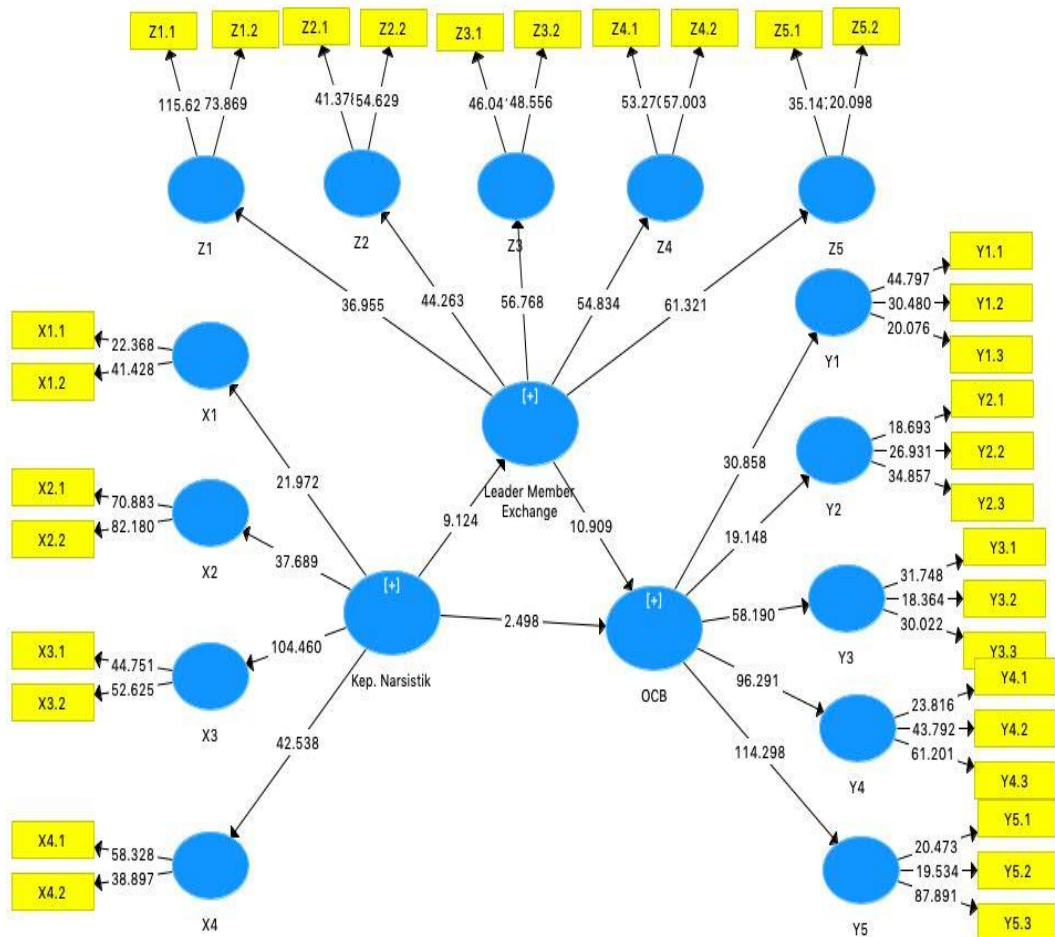 Z1.1
Z1.2
Z2.1
Z2.2
Z3.1
Z3.2
Z4.1
Z4.2
Z5.1
Z5.2
73.869
54.629
48.556
57.003
20.098
Z1
Z2
Z3
Z4
Z5
36.955
44.263
56.768
54.834
61.321
Y1.1
Y1.2
Y1.3
44.797
30.480
20.076
Y1
X1.1
X1.2
22.368
41.428
X1
[+]
Leader Member
Exchange
30.858
Y2.1
Y2.2
Y2.3
18.693
26.931
34.857
Y2
21.972
9.124
10.909
19.148
X2.1
X2.2
70.883
82.180
X2
37.689
[+]
Kep. Narsistik
2.498
[+]
OCB
58.190
Y3.1
Y3.2
Y3.3
31.748
18.364
30.022
Y3
X3.1
X3.2
44.751
52.625
X3
104.460
96.291
Y4.1
Y4.2
Y4.3
23.816
43.792
61.201
Y4
42.538
114.298
X4.1
X4.2
58.328
38.897
X4
Y5.1
Y5.2
Y5.3
20.473
19.534
87.891
Y5